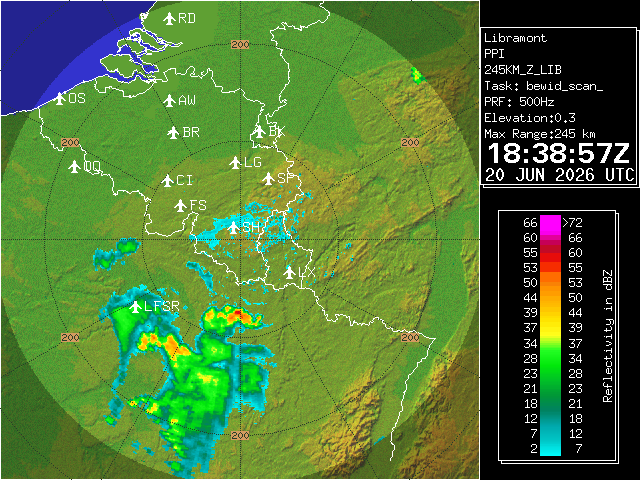 RD
200
OS
AW
BR
BK
200
200
LG
CI
SP
FS
SH
LX
LFSR
200
200
200
Libramont
PPI
245KM_Z_LIB
Task: bewid_scan_
PRF: 500Hz
Elevation:0.3
Max Range:245 km
18:38:57Z
20 JUN 2026 UTC
66 >72
60 66
55 60
53 55
50 53
44 50
39 44
37 39
34 37
28 34
23 28
21 23
18 21
12 18
7 12
2 7
Reflectivity in dBZ